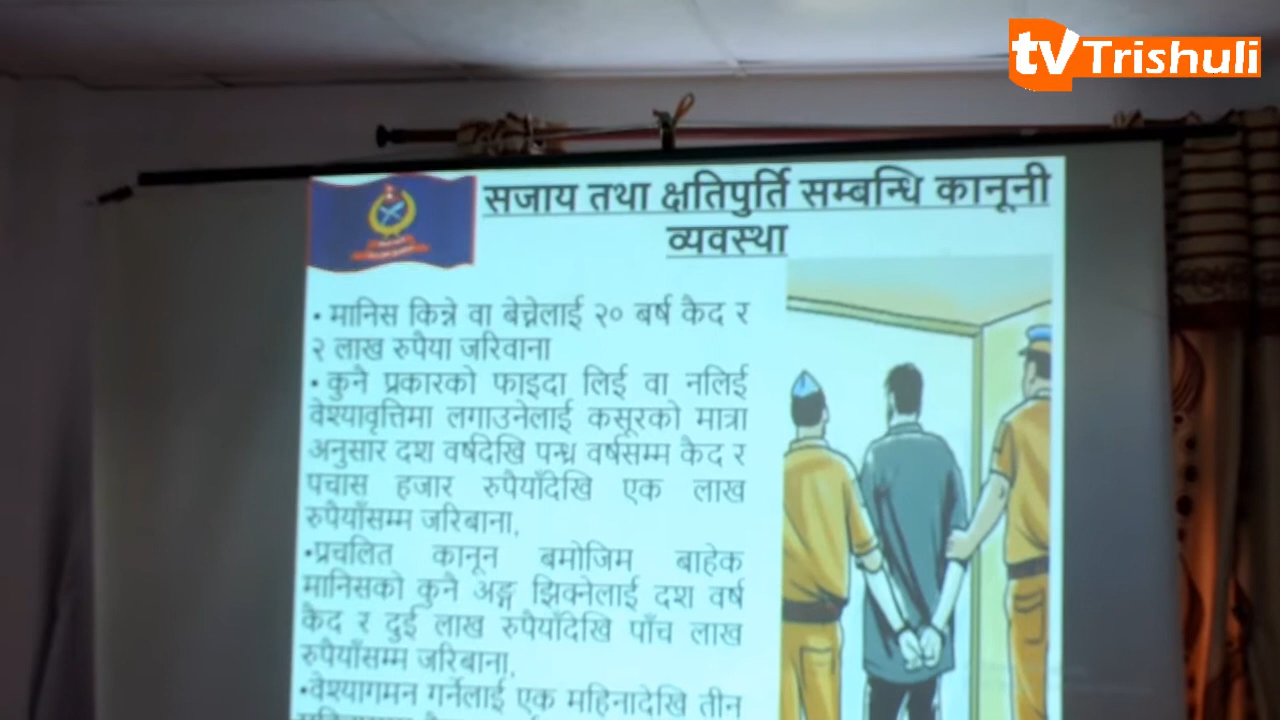 tv Trishuli
सजाय तथा क्षतिपुर्ति सम्बन्धि कानूनी
व्यवस्था
• मानिस किन्ने वा बेच्नेलाई २० बर्ष कैद र
२ लाख रुपैया जरिवाना
• कुनै प्रकारको फाइदा लिई वा नलिई
वेश्यावृत्तिमा लगाउनेलाई कसूरको मात्रा
अनुसार दश वर्षदेखि पन्ध्र वर्षसम्म कैद र
पचास हजार रुपैयाँदेखि एक लाख
रुपैयाँसम्म जरिबाना,
•प्रचलित कानून बमोजिम बाहेक
मानिसको कुनै अङ्ग झिक्नेलाई दश वर्ष
कैद र दुई लाख रुपैयाँदेखि पाँच लाख
रुपैयाँसम्म जरिबाना,
•वेश्यागमन गर्नेलाई एक महिनादेखि तीन